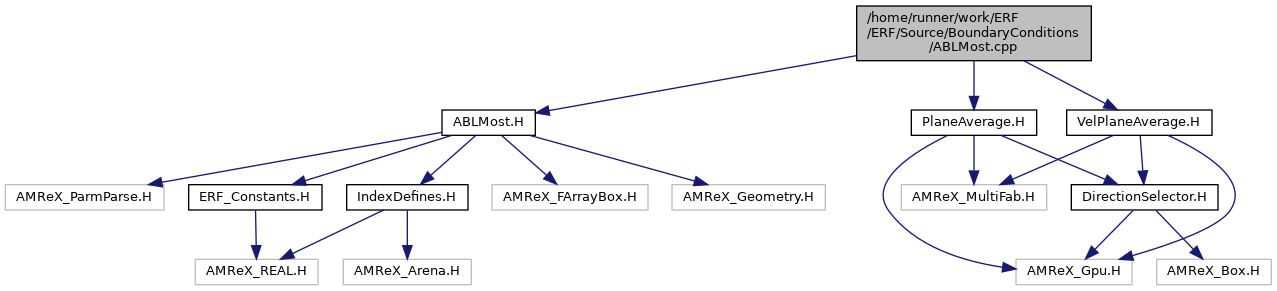 /home/runner/work/ERF
/ERF/Source/BoundaryConditions
/ABLMost.cpp
ABLMost.H
PlaneAverage.H
VelPlaneAverage.H
AMReX_ParmParse.H
ERF_Constants.H
IndexDefines.H
AMReX_FArrayBox.H
AMReX_Geometry.H
AMReX_MultiFab.H
DirectionSelector.H
AMReX_REAL.H
AMReX_Arena.H
AMReX_Gpu.H
AMReX_Box.H